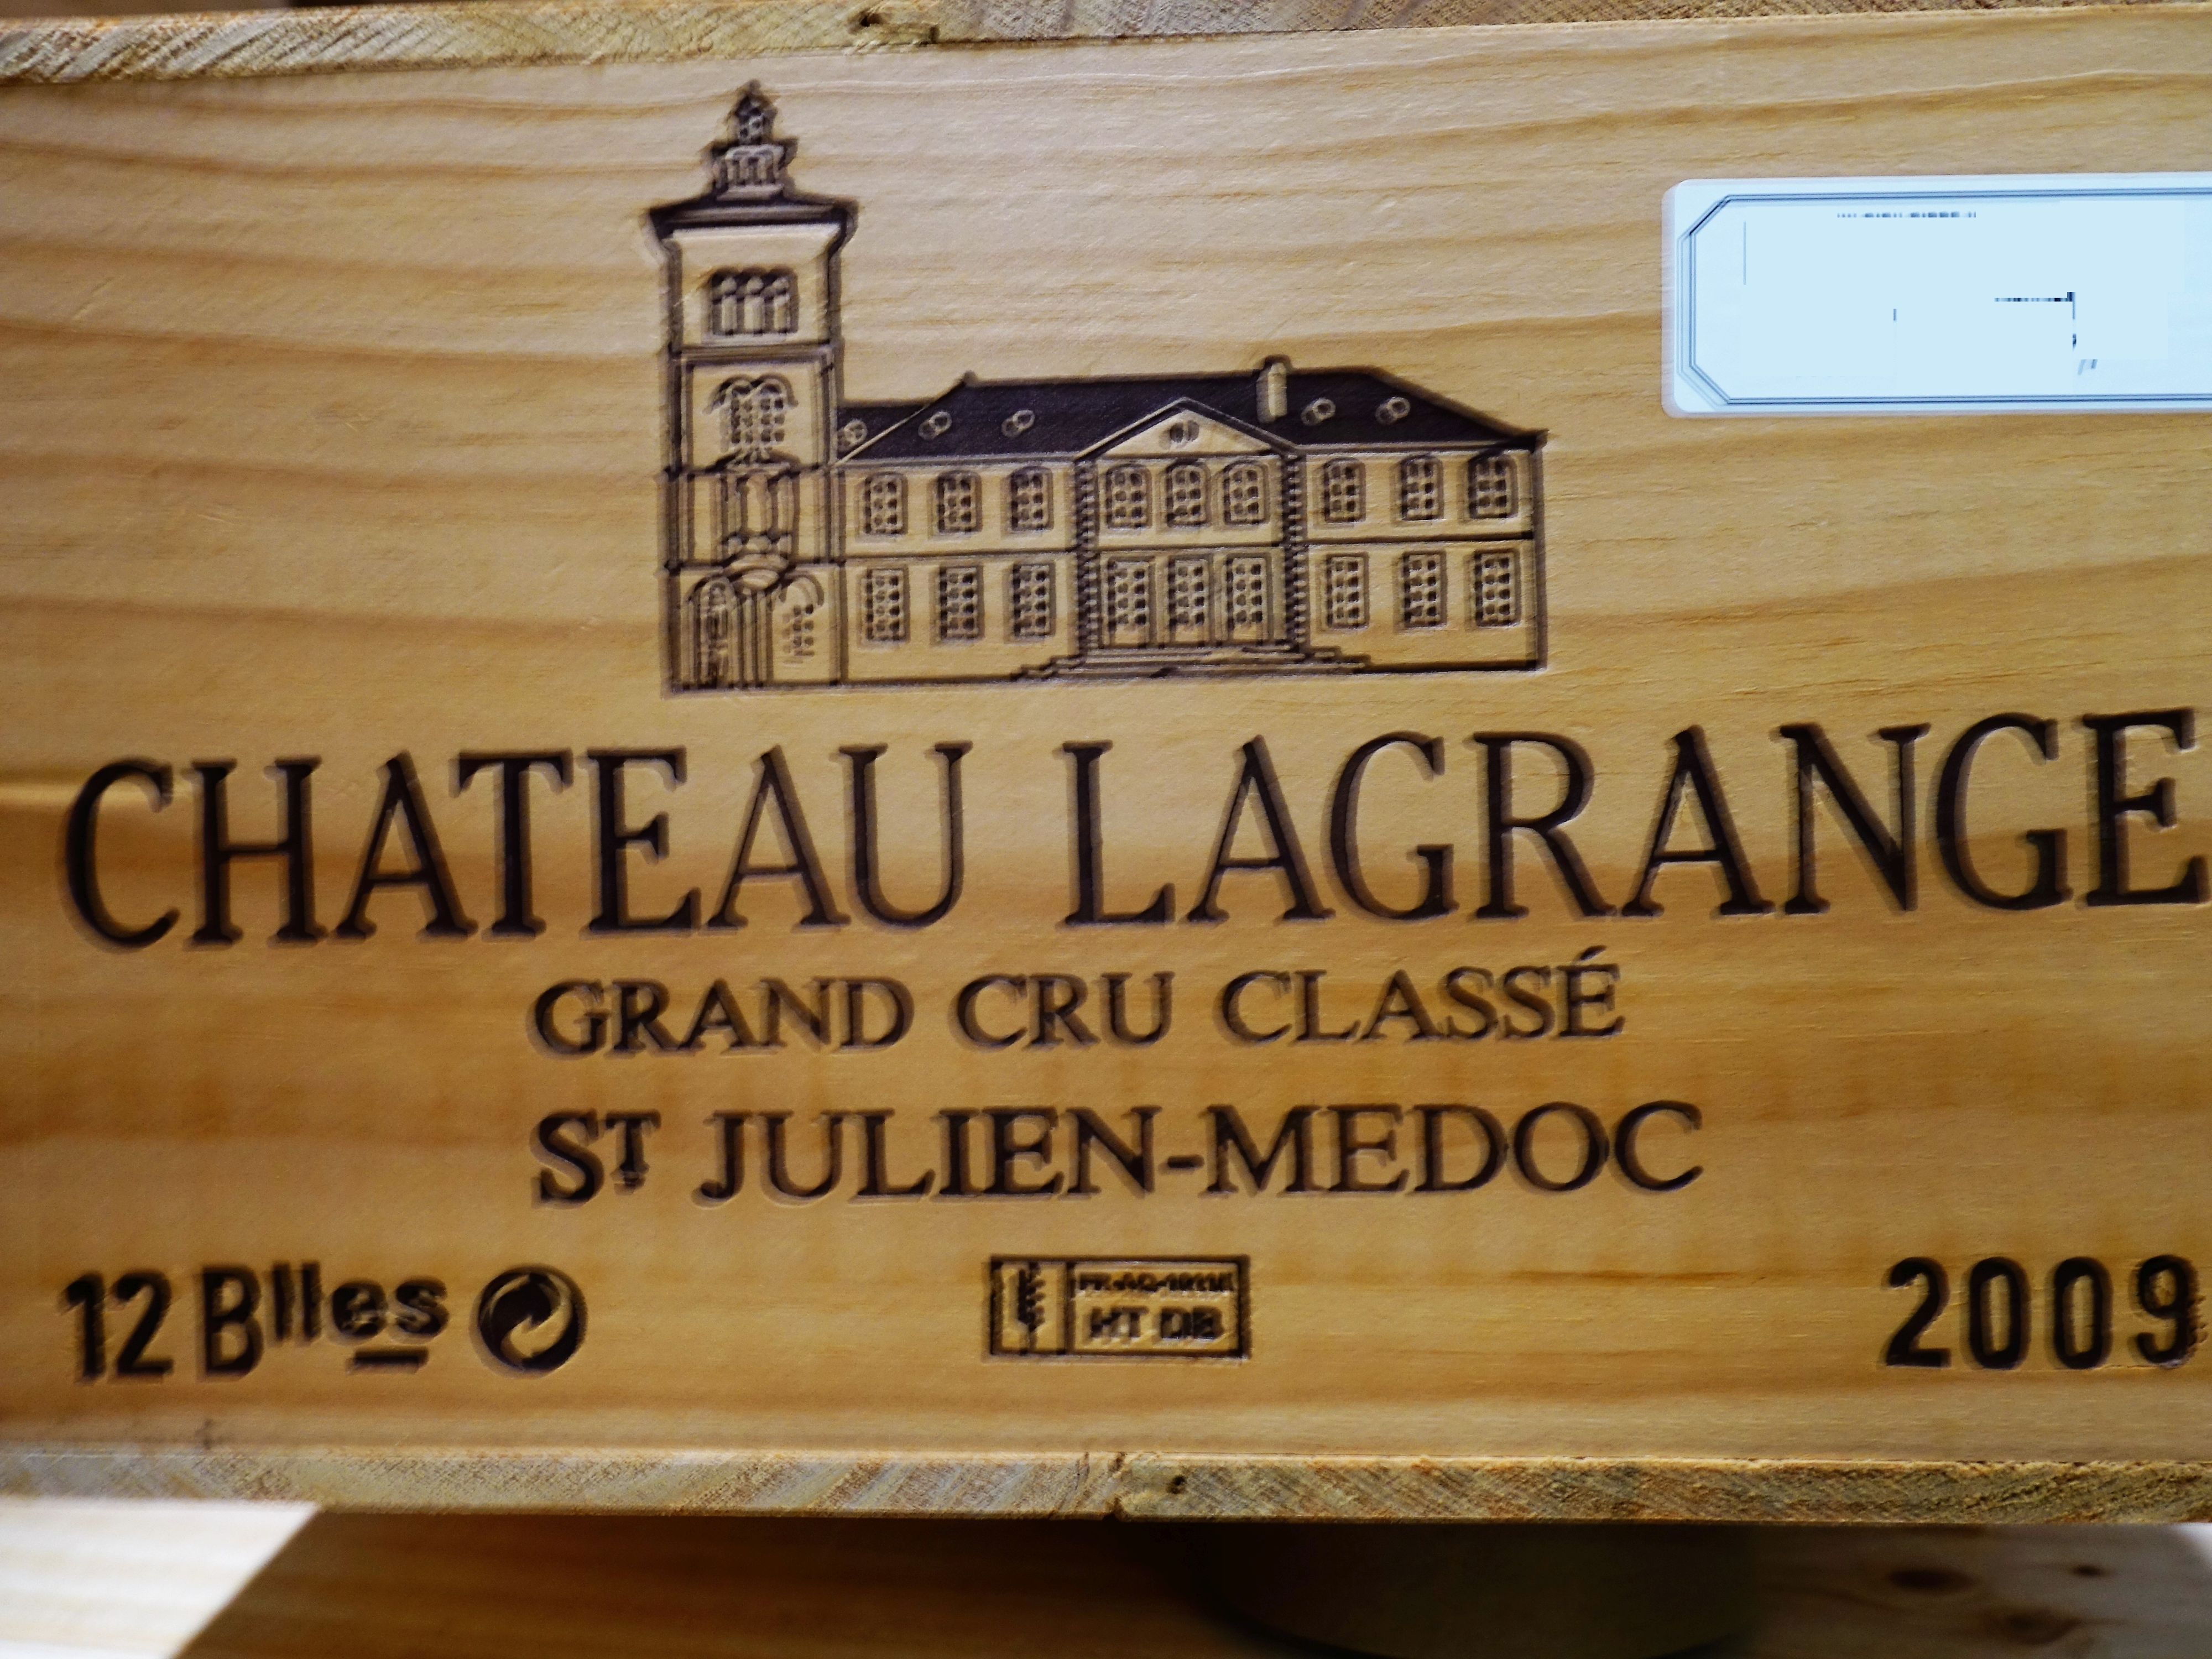 CHATEAU LAGRANGE
GRAND CRU CLASSÉ
ST JULIEN-MEDOC
12 Blles
HT DB
2009